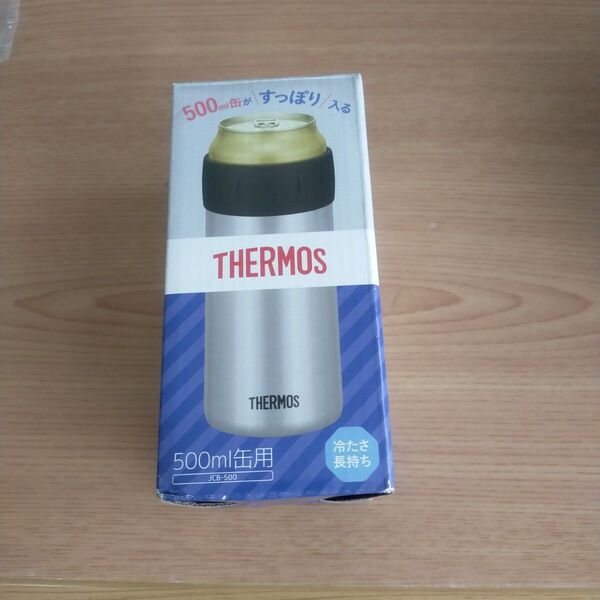 500ml缶が\すっぽり/入る
THERMOS
THERMOS
500ml缶用
JCB-500
冷たさ
長持ち